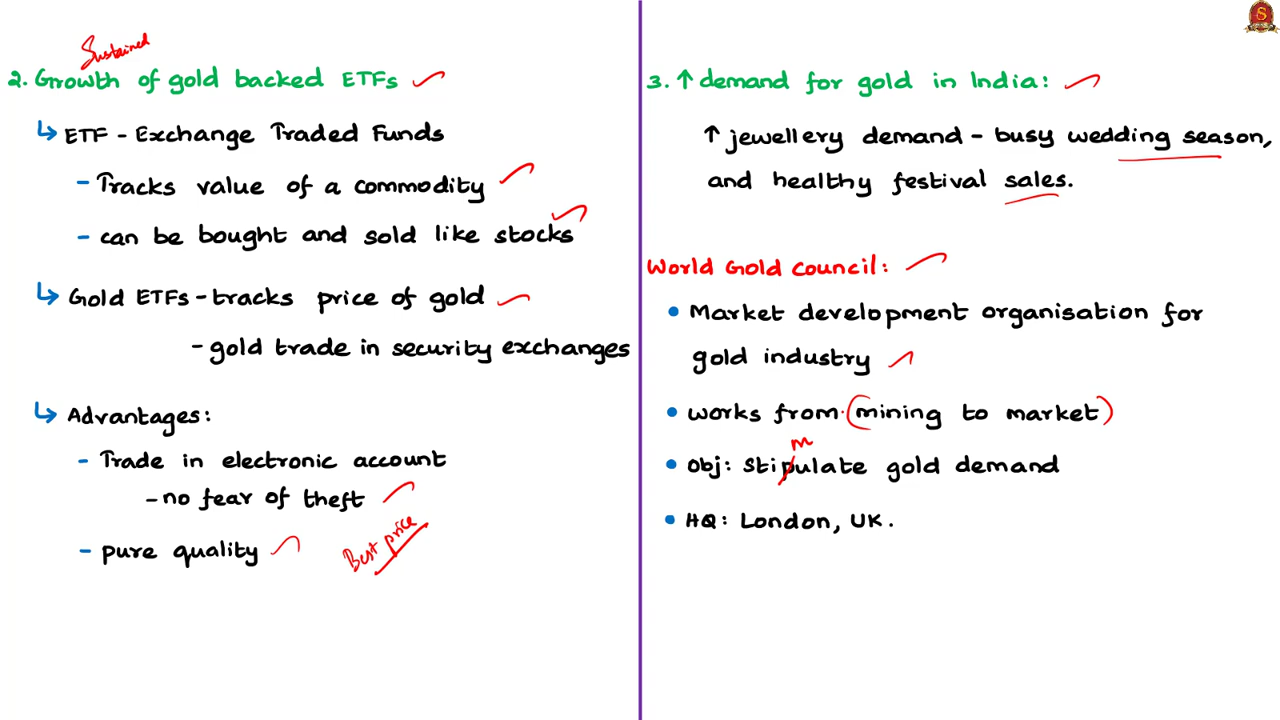 Sustained
2. Growth of gold backed ETFs
↳ ETF - Exchange Traded Funds
- Tracks value of a commodity
- can be bought and sold like stocks
↳ Gold ETFs - tracks price of gold
- gold trade in security exchanges
↳ Advantages:
- Trade in electronic account
- no fear of theft
- pure quality
Best price
3. ↑ demand for gold in India:
↑ jewellery demand - busy wedding season,
and healthy festival sales.
World Gold Council:
• Market development organisation for
gold industry
• works from (mining to market)
m
• Obj: Stipulate gold demand
• HQ: London, UK.
S